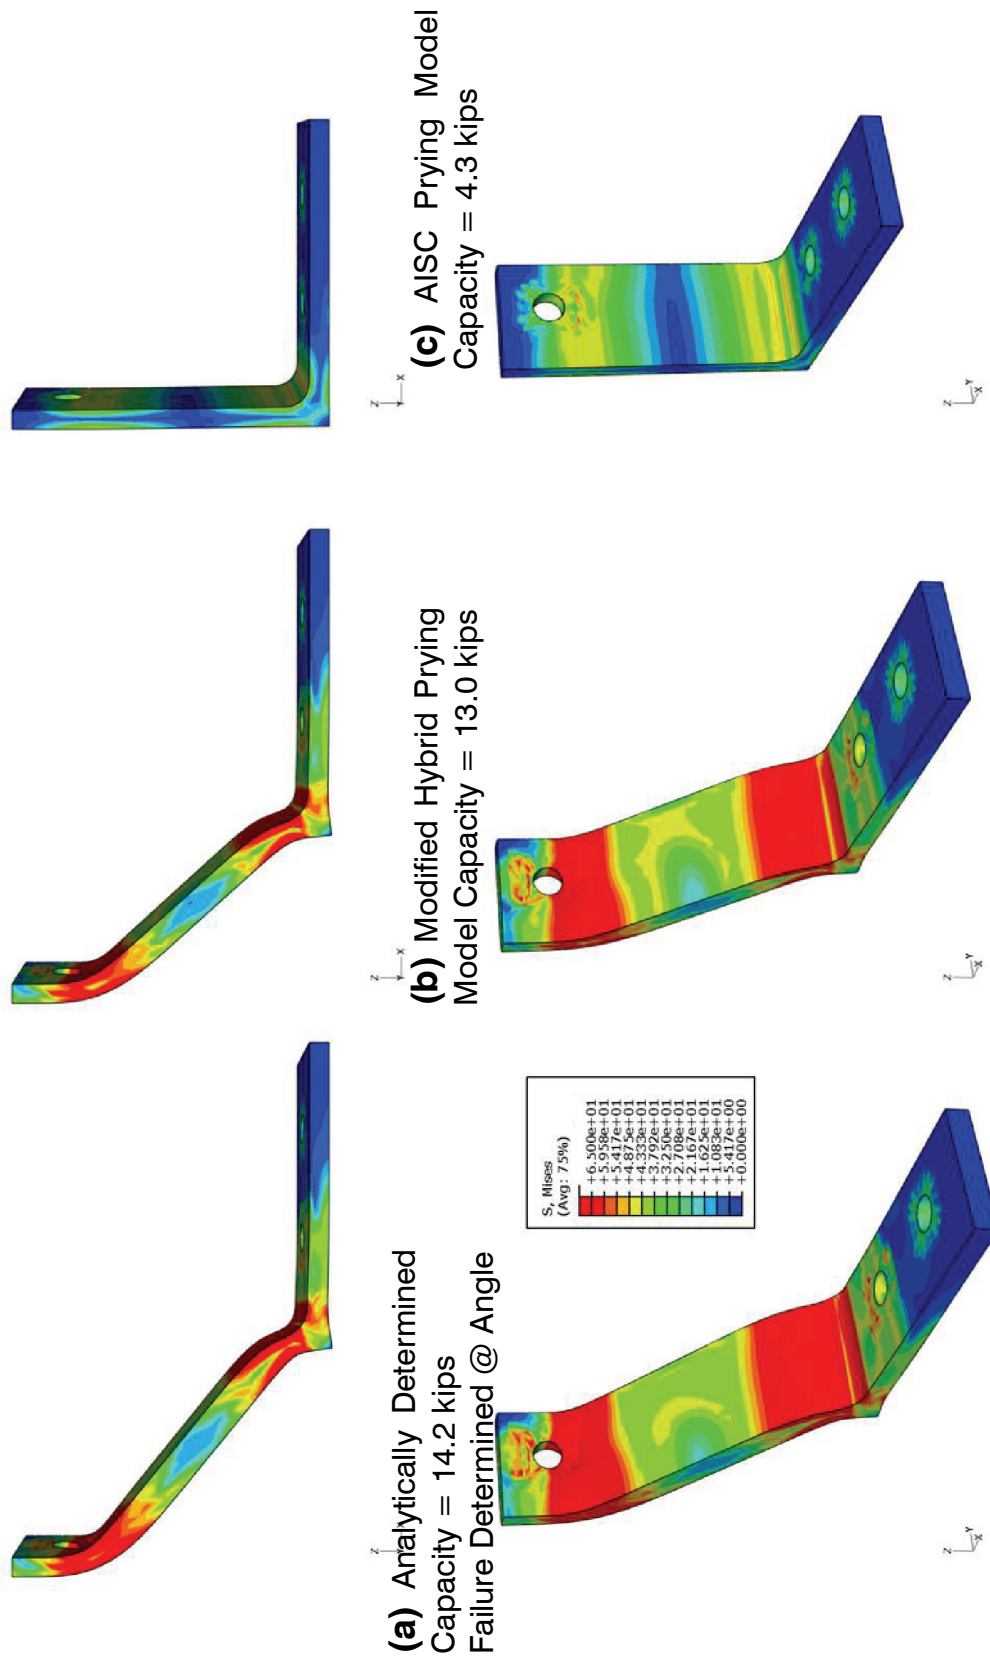 (a) Analytically Determined
Capacity = 14.2 kips
Failure Determined @ Angle
(b) Modified Hybrid Prying
Model Capacity = 13.0 kips
(c) AISC Prying Model
Capacity = 4.3 kips
S, Mises
(Avg: 75%)
+6.500e+01
+5.958e+01
+5.417e+01
+4.875e+01
+4.333e+01
+3.792e+01
+3.250e+01
+2.708e+01
+2.167e+01
+1.625e+01
+1.083e+01
+5.417e+00
+0.000e+00
Z
Z
X
Z
X
Z
Y
X
Z
Y
X
Z
Y
X